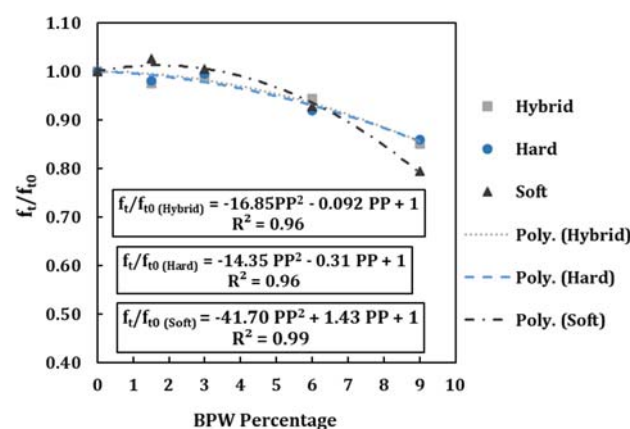 1.10
1.00
0.90
0.80
0.70
0.60
0.50
0.40
fₜ/fₜ₀
fₜ/fₜ₀ (Hybrid) = -16.85PP² - 0.092 PP + 1
R² = 0.96
fₜ/fₜ₀ (Hard) = -14.35 PP² - 0.31 PP + 1
R² = 0.96
fₜ/fₜ₀ (Soft) = -41.70 PP² + 1.43 PP + 1
R² = 0.99
0 1 2 3 4 5 6 7 8 9 10
BPW Percentage
Hybrid
Hard
Soft
Poly. (Hybrid)
Poly. (Hard)
Poly. (Soft)